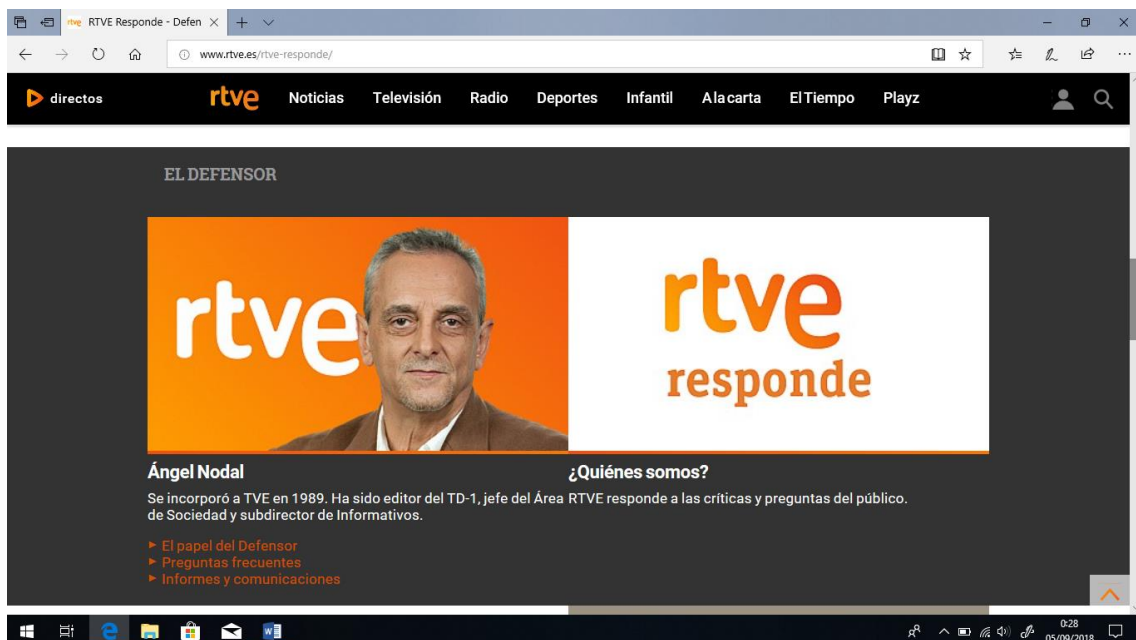 RTVE Responde - Defen
www.rtve.es/rtve-responde/
directos
rtve
Noticias
Televisión
Radio
Deportes
Infantil
A la carta
El Tiempo
Playz
EL DEFENSOR
rtve
rtve
responde
Ángel Nodal
Se incorporó a TVE en 1989. Ha sido editor del TD-1, jefe del Área
de Sociedad y subdirector de Informativos.
El papel del Defensor
Preguntas frecuentes
Informes y comunicaciones
¿Quiénes somos?
RTVE responde a las críticas y preguntas del público.
0:28
05/09/2018